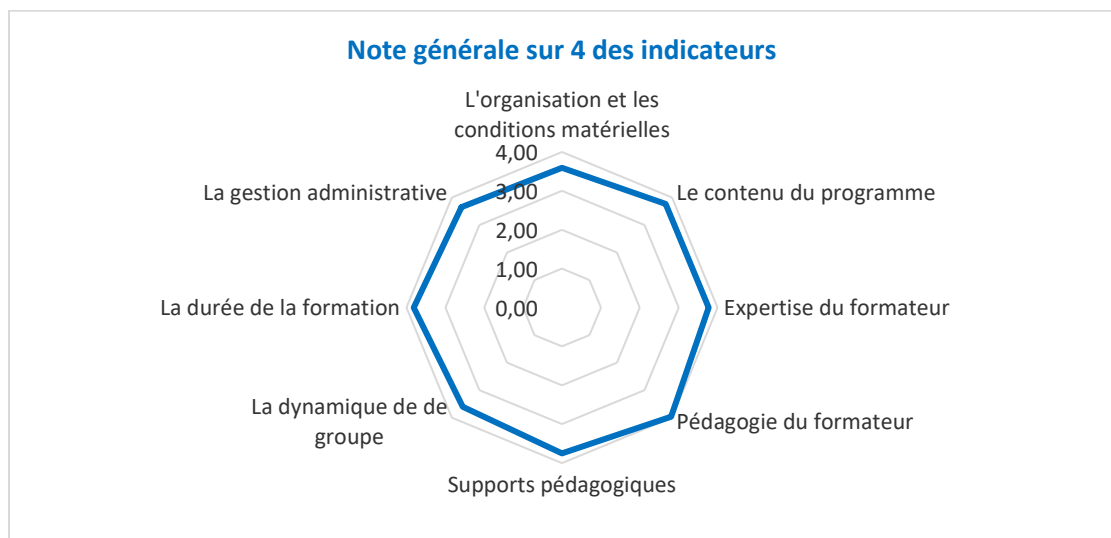 Note générale sur 4 des indicateurs
L'organisation et les
conditions matérielles
4,00
La gestion administrative
3,00
Le contenu du programme
2,00
1,00
La durée de la formation
0,00
Expertise du formateur
La dynamique de de
groupe
Pédagogie du formateur
Supports pédagogiques